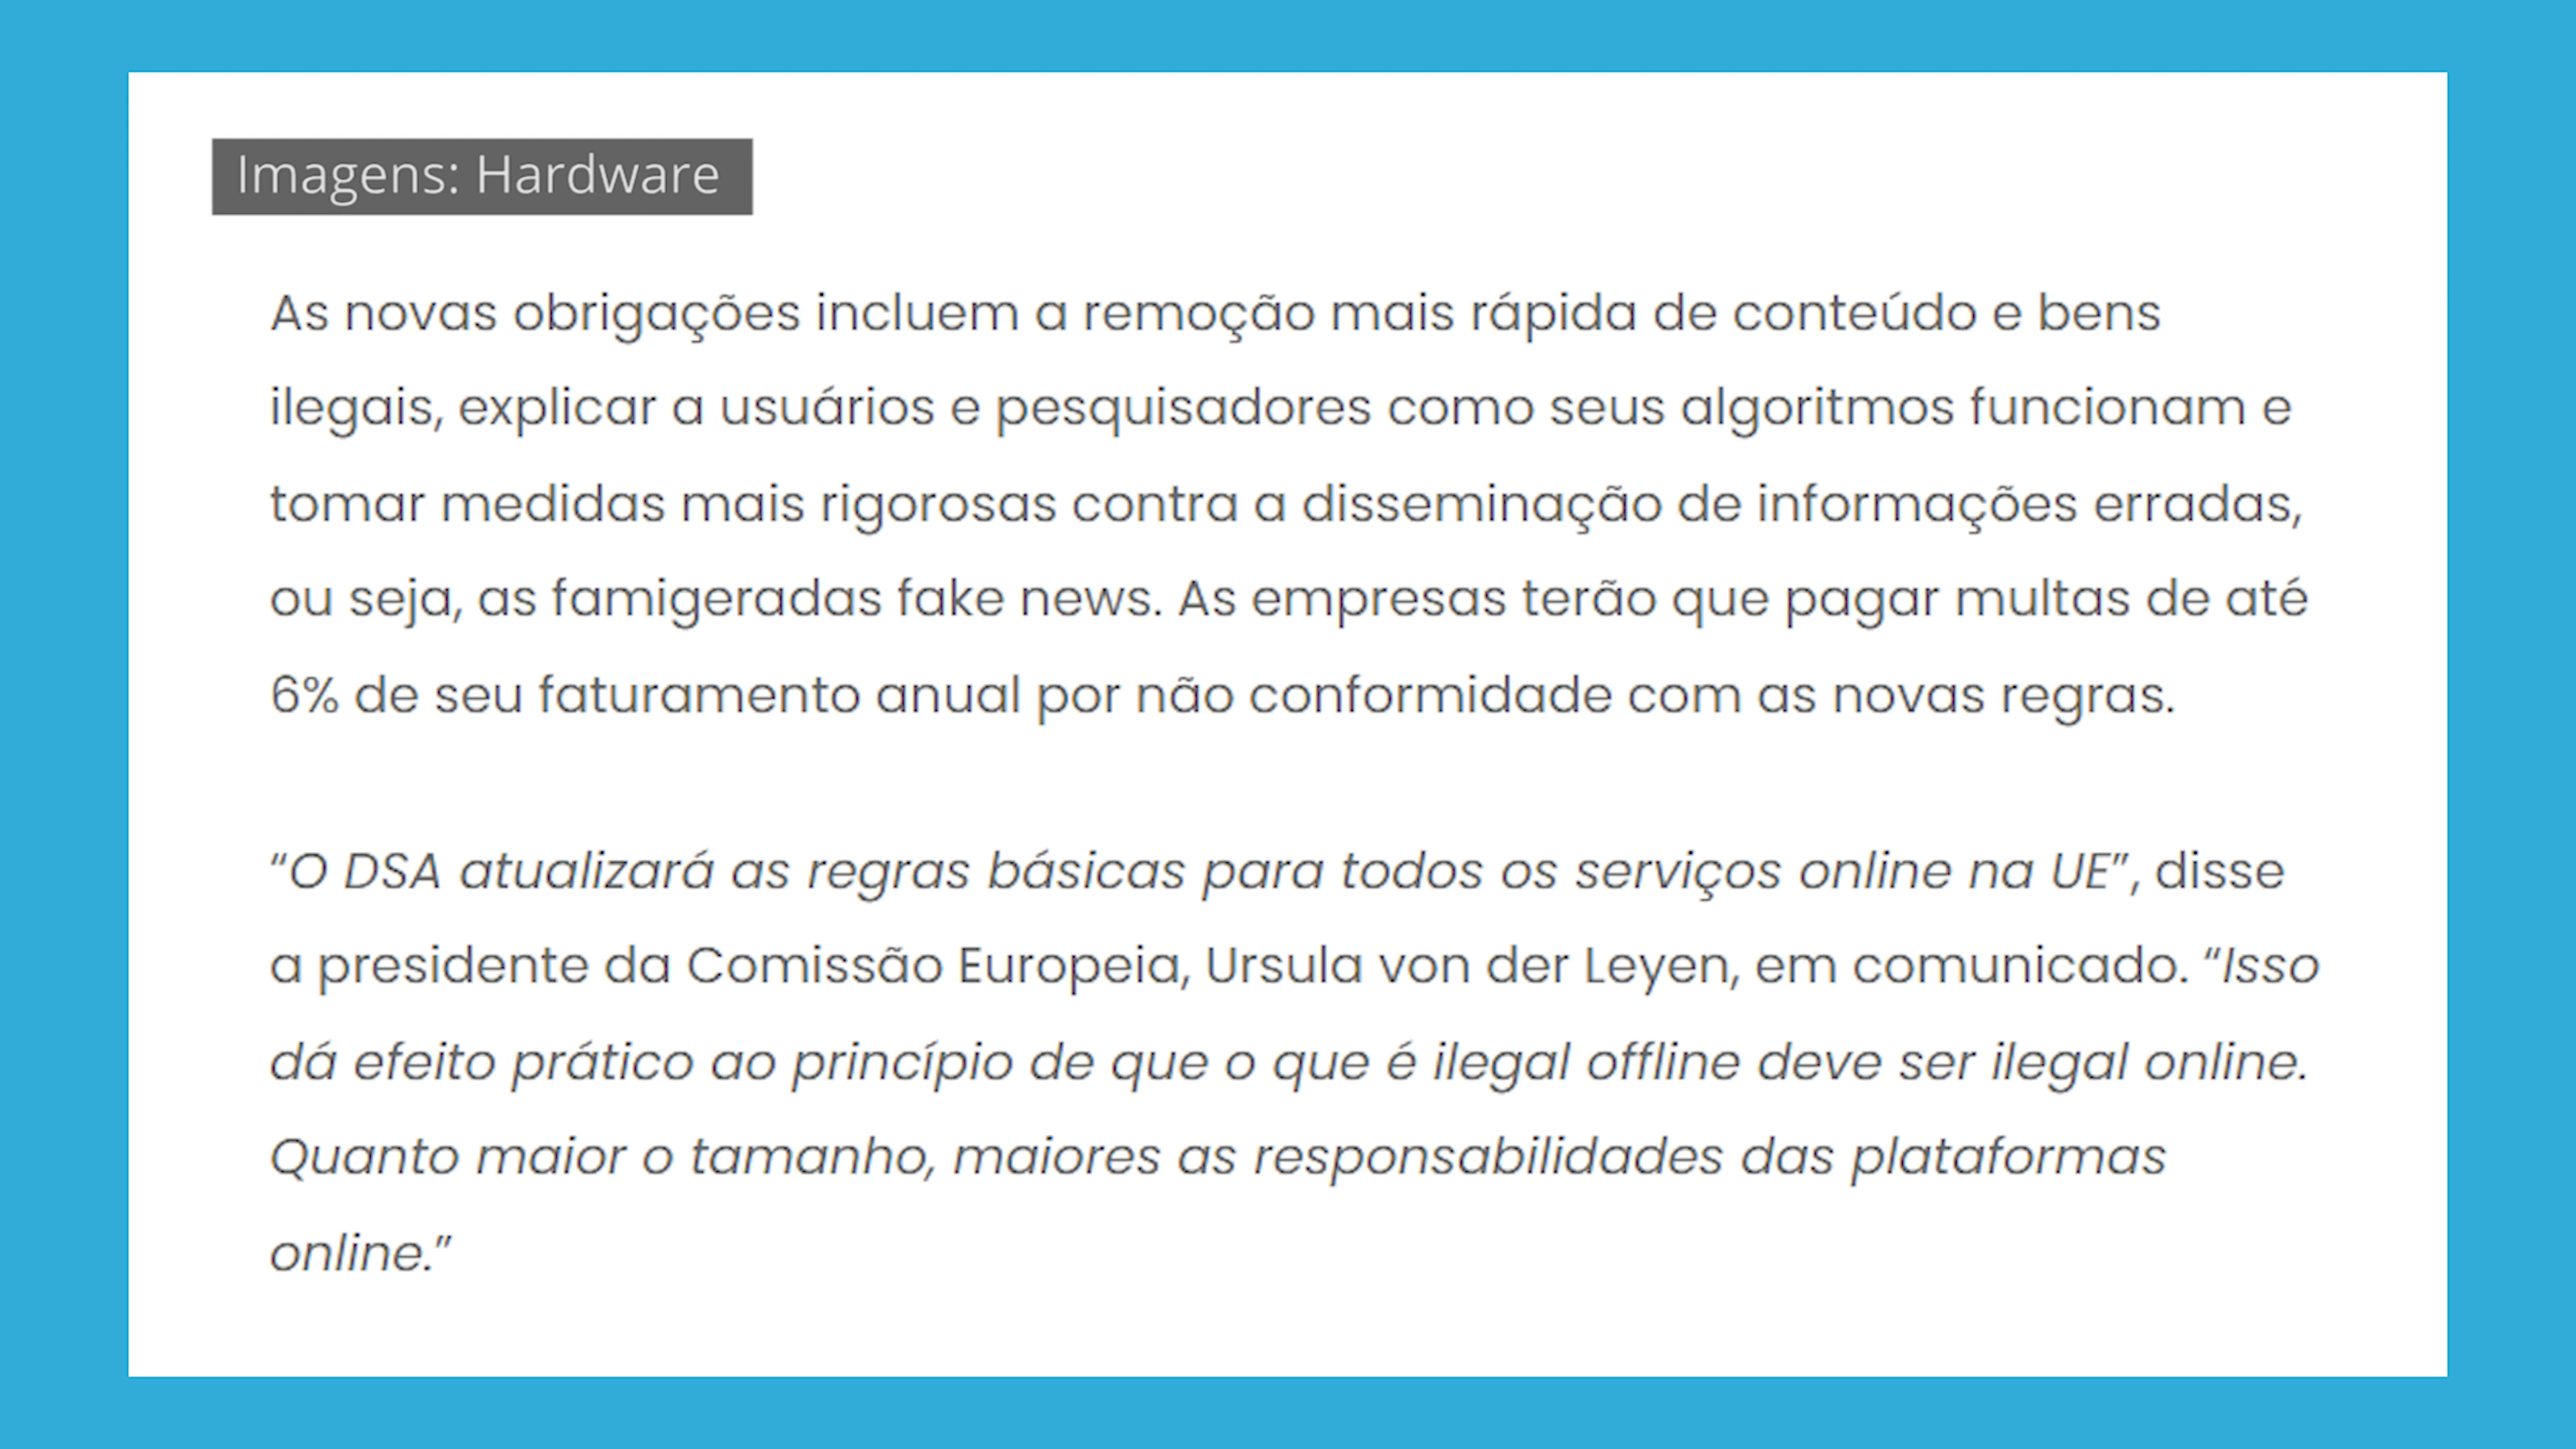 Imagens: Hardware
As novas obrigações incluem a remoção mais rápida de conteúdo e bens
ilegais, explicar a usuários e pesquisadores como seus algoritmos funcionam e
tomar medidas mais rigorosas contra a disseminação de informações erradas,
ou seja, as famigeradas fake news. As empresas terão que pagar multas de até
6% de seu faturamento anual por não conformidade com as novas regras.
“O DSA atualizará as regras básicas para todos os serviços online na UE”, disse
a presidente da Comissão Europeia, Ursula von der Leyen, em comunicado. “Isso
dá efeito prático ao princípio de que o que é ilegal offline deve ser ilegal online.
Quanto maior o tamanho, maiores as responsabilidades das plataformas
online.”